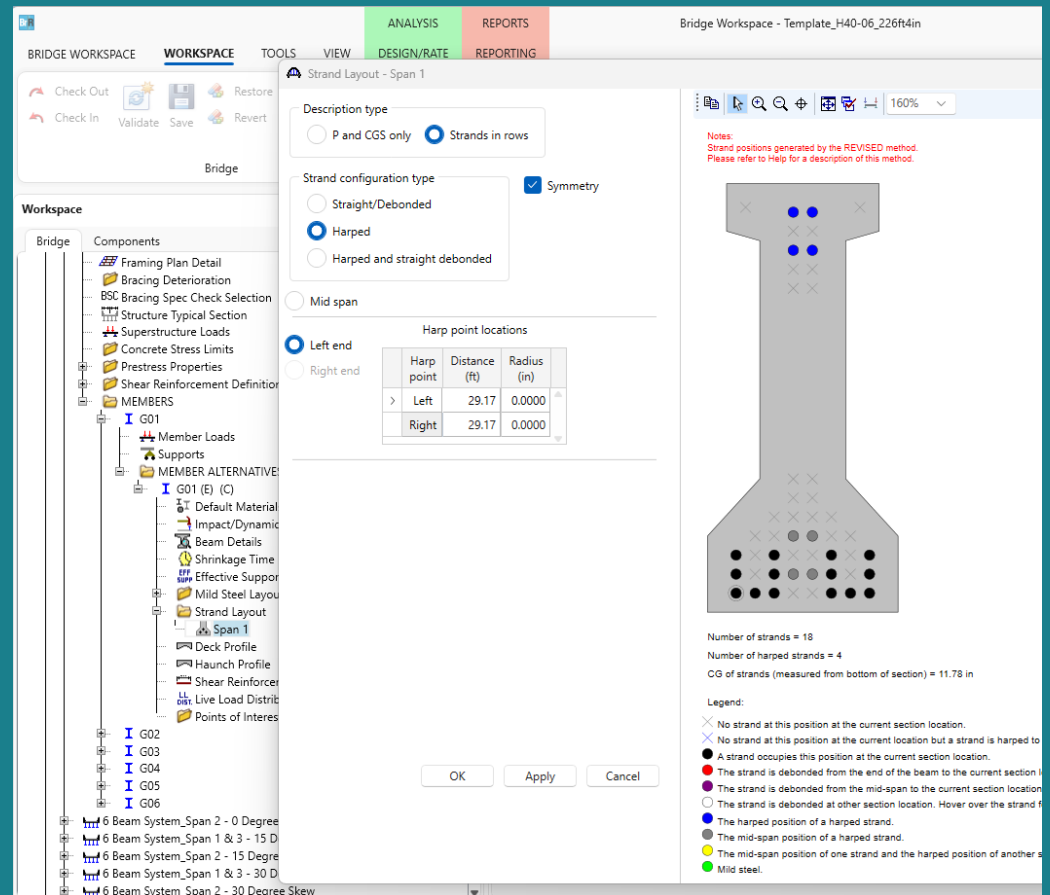 BrR
ANALYSIS
REPORTS
Bridge Workspace - Template_H40-06_226ft4in
BRIDGE WORKSPACE
WORKSPACE
TOOLS
VIEW
DESIGN/RATE
REPORTING
Check Out
Check In
Validate
Save
Restore
Revert
Bridge
Workspace
Bridge
Components
Framing Plan Detail
Bracing Deterioration
BSC Bracing Spec Check Selection
Structure Typical Section
Superstructure Loads
Concrete Stress Limits
Prestress Properties
Shear Reinforcement Definition
MEMBERS
G01
Member Loads
Supports
MEMBER ALTERNATIVES
G01 (E) (C)
Default Material
Impact/Dynamic
Beam Details
Shrinkage Time
EFF SUPP Effective Suppor
Mild Steel Layou
Strand Layout
Span 1
Deck Profile
Haunch Profile
Shear Reinforcer
LL DIST. Live Load Distrib
Points of Interes
G02
G03
G04
G05
G06
6 Beam System_Span 2 - 0 Degree
6 Beam System_Span 1 & 3 - 15 D
6 Beam System_Span 2 - 15 Degre
6 Beam System_Span 1 & 3 - 30 D
6 Beam System_Span 2 - 30 Degree Skew
Strand Layout - Span 1
Description type
P and CGS only
Strands in rows
Strand configuration type
Straight/Debonded
Harped
Harped and straight debonded
Symmetry
Mid span
Left end
Right end
Harp point locations
Harp point Distance (ft) Radius (in)
Left 29.17 0.0000
Right 29.17 0.0000
OK
Apply
Cancel
160%
Notes:
Strand positions generated by the REVISED method.
Please refer to Help for a description of this method.
Number of strands = 18
Number of harped strands = 4
CG of strands (measured from bottom of section) = 11.78 in
Legend:
No strand at this position at the current section location.
No strand at this position at the current location but a strand is harped to
A strand occupies this position at the current section location.
The strand is debonded from the end of the beam to the current section l
The strand is debonded from the mid-span to the current section location
The strand is debonded at other section location. Hover over the strand f
The harped position of a harped strand.
The mid-span position of a harped strand.
The mid-span position of one strand and the harped position of another s
Mild steel.